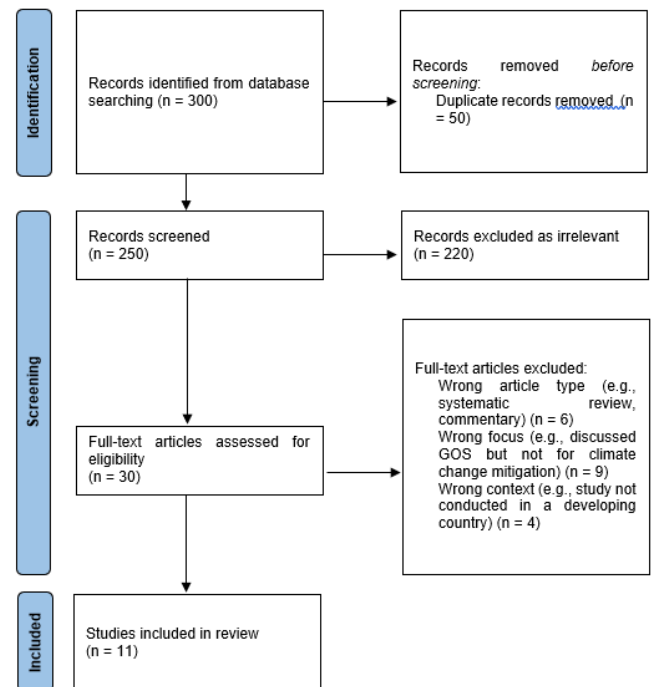 Identification
Records identified from database
searching (n = 300)
Records removed before
screening:
Duplicate records removed (n
= 50)
Screening
Records screened
(n = 250)
Records excluded as irrelevant
(n = 220)
Full-text articles assessed for
eligibility
(n = 30)
Full-text articles excluded:
Wrong article type (e.g.,
systematic review,
commentary) (n = 6)
Wrong focus (e.g., discussed
GOS but not for climate
change mitigation) (n = 9)
Wrong context (e.g., study not
conducted in a developing
country) (n = 4)
Included
Studies included in review
(n = 11)